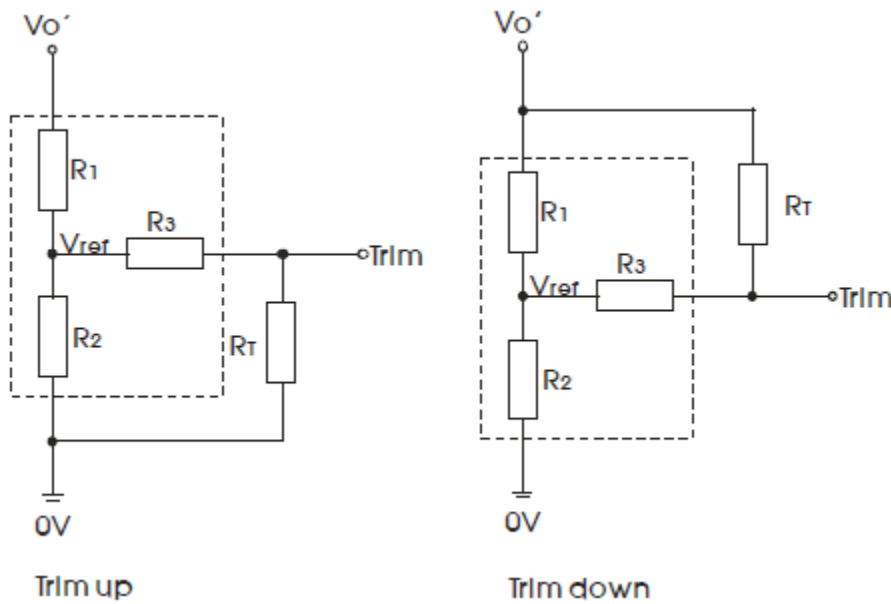 Vo'
R1
R3
Vref
Trim
R2
RT
0V
Trim up
Vo'
R1
RT
R3
Vref
Trim
R2
0V
Trim down